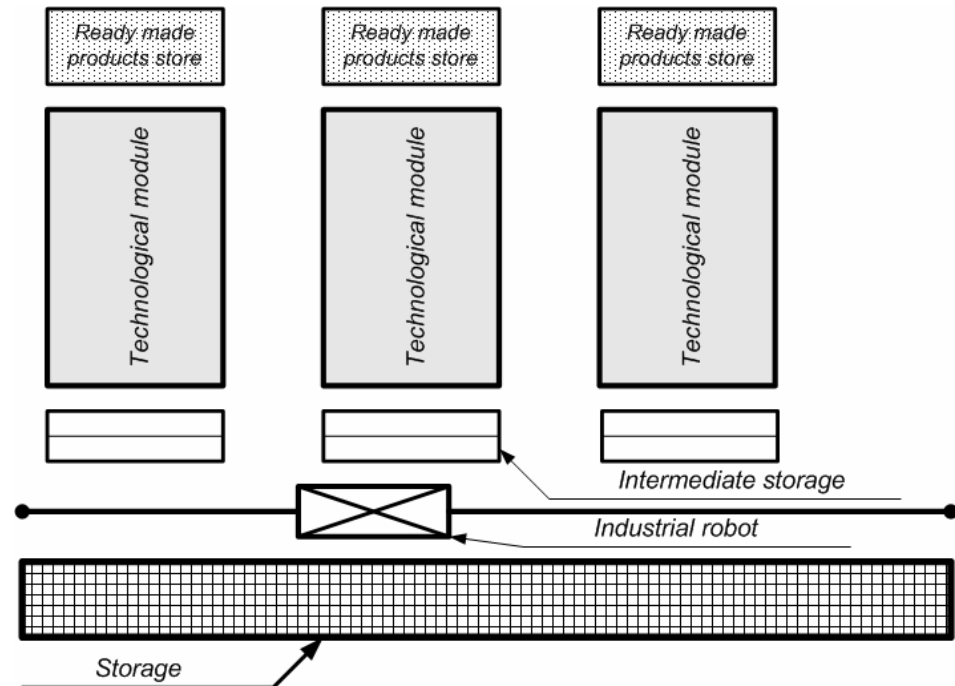 Ready made
products store
Ready made
products store
Ready made
products store
Technological module
Technological module
Technological module
Intermediate storage
Industrial robot
Storage